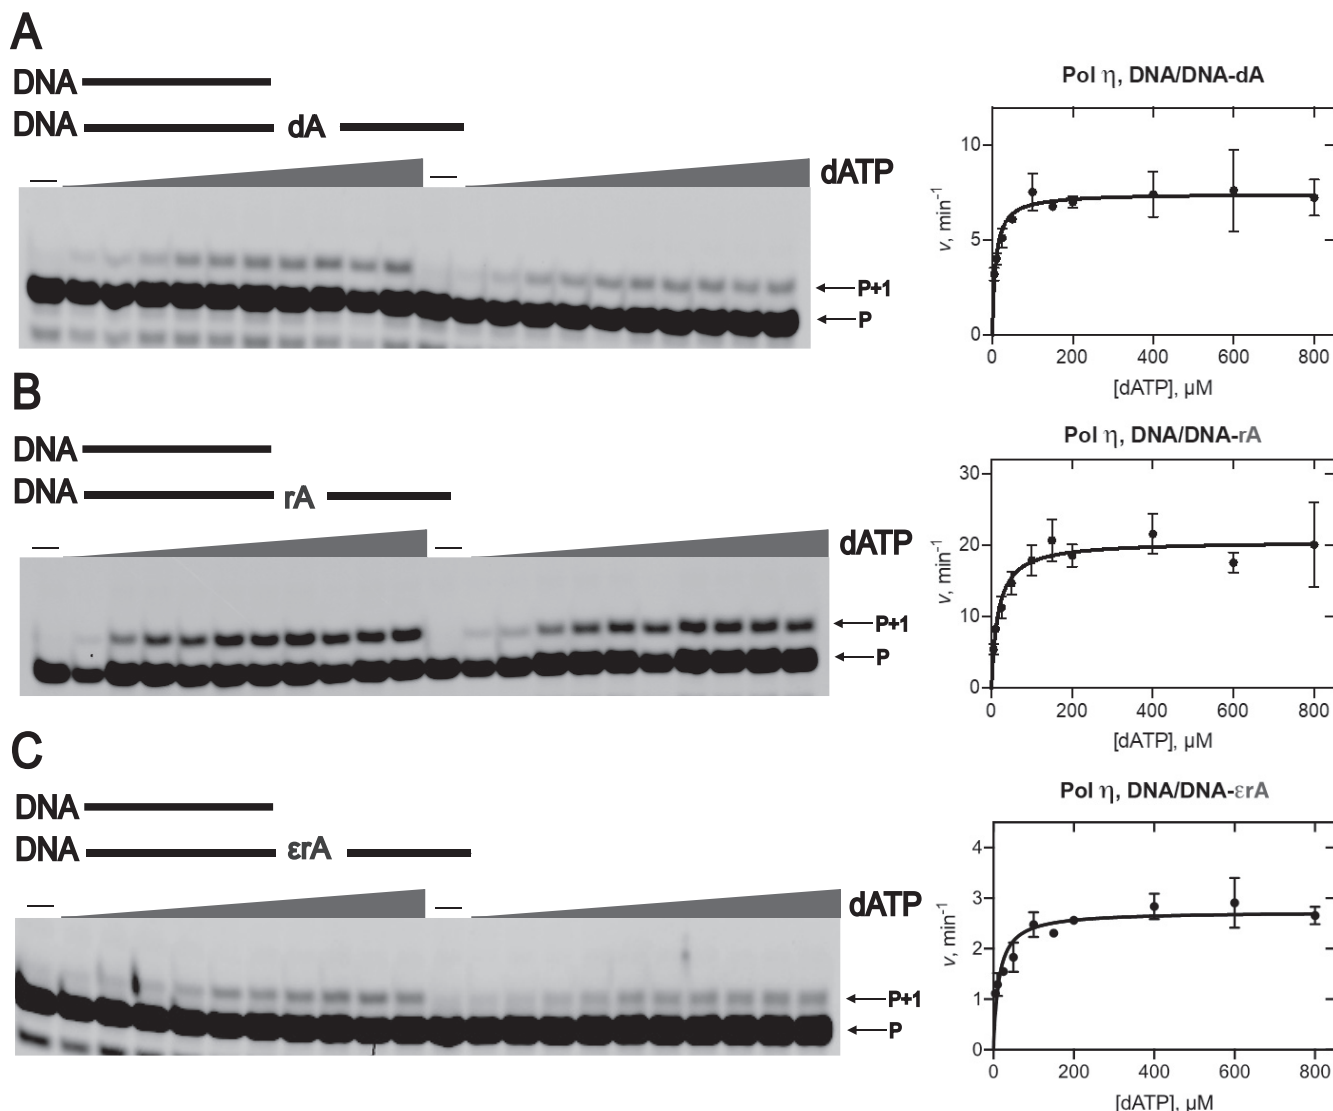 A
DNA
DNA dA
dATP
P+1
P
Pol η, DNA/DNA-dA
10
5
0
v, min⁻¹
0 200 400 600 800
[dATP], µM
B
DNA
DNA rA
dATP
P+1
P
Pol η, DNA/DNA-rA
30
20
10
0
v, min⁻¹
0 200 400 600 800
[dATP], µM
C
DNA
DNA εrA
dATP
P+1
P
Pol η, DNA/DNA-εrA
4
3
2
1
0
v, min⁻¹
0 200 400 600 800
[dATP], µM